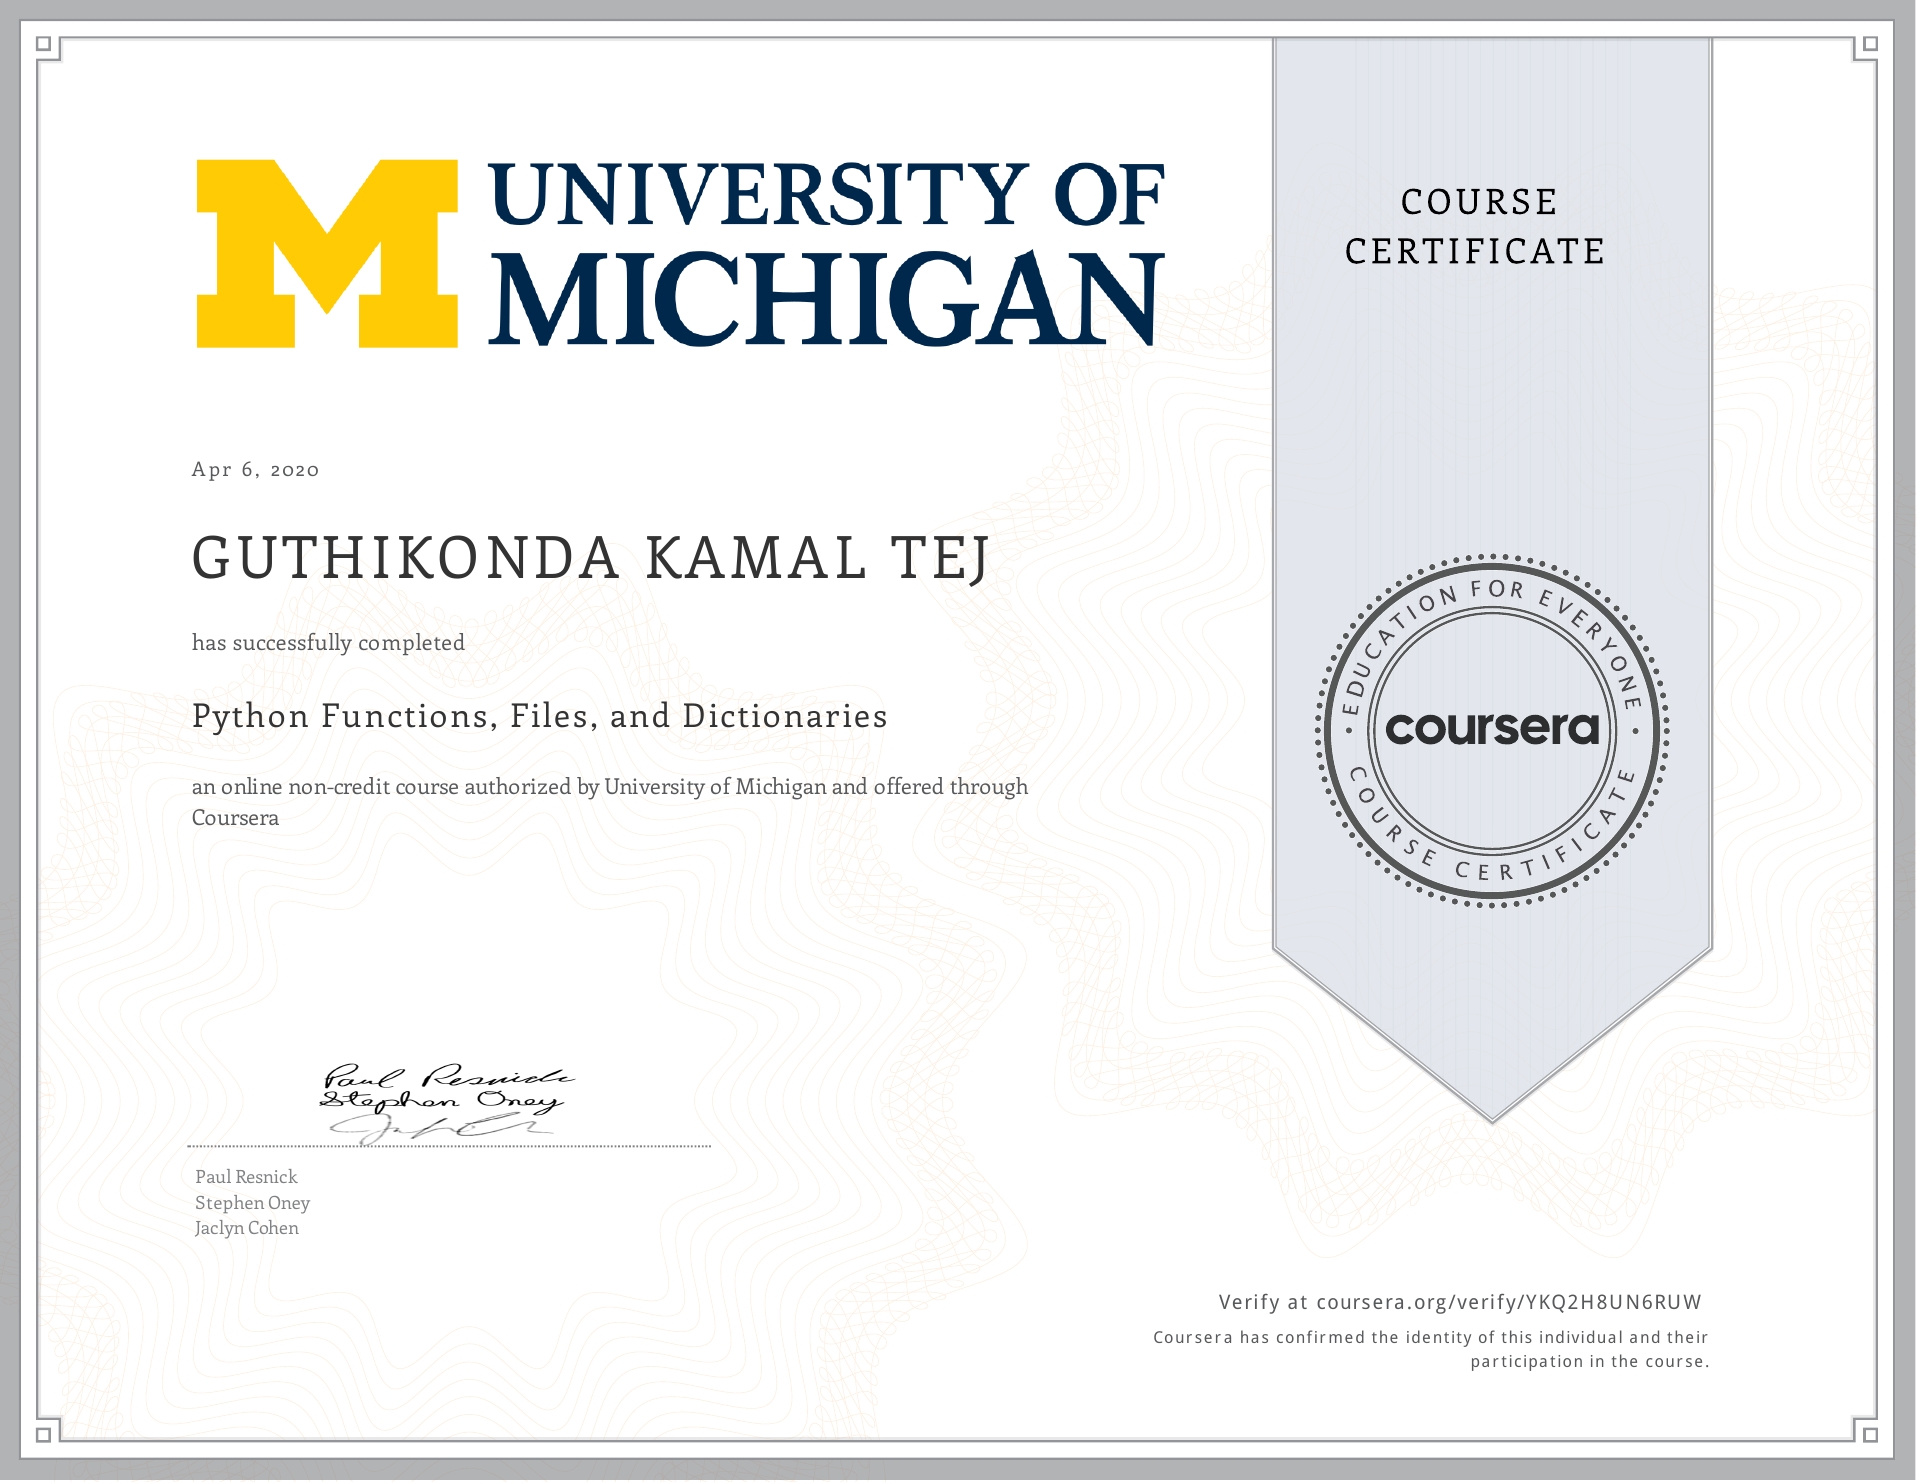 UNIVERSITY OF
MICHIGAN
COURSE
CERTIFICATE
Apr 6, 2020
GUTHIKONDA KAMAL TEJ
has successfully completed
Python Functions, Files, and Dictionaries
an online non-credit course authorized by University of Michigan and offered through
Coursera
EDUCATION FOR EVERYONE
coursera
COURSE CERTIFICATE
Paul Resnick
Stephen Oney
Paul Resnick
Stephen Oney
Jaclyn Cohen
Verify at coursera.org/verify/YKQ2H8UN6RUW
Coursera has confirmed the identity of this individual and their
participation in the course.